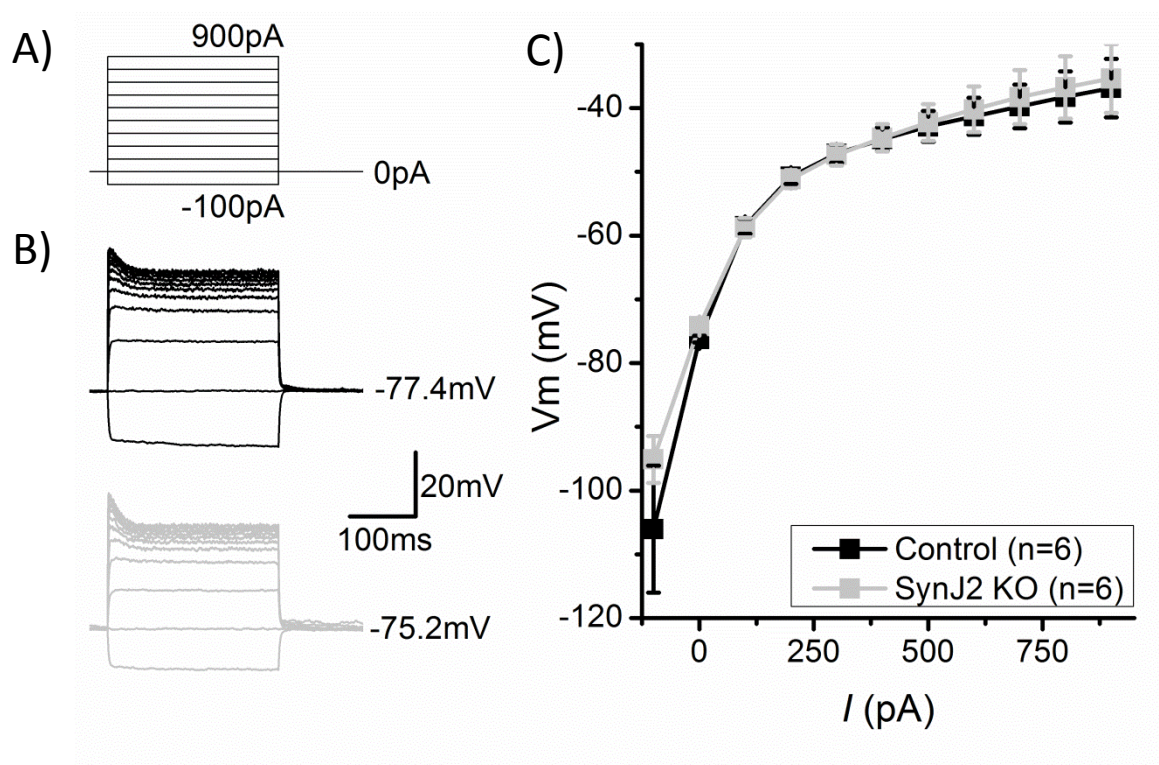 A)
900pA
0pA
-100pA
B)
-77.4mV
20mV
100ms
-75.2mV
C)
Vm (mV)
-40
-60
-80
-100
-120
0 250 500 750
I (pA)
Control (n=6)
SynJ2 KO (n=6)